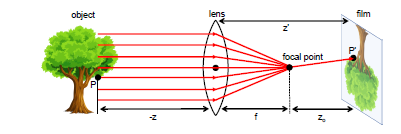 object
lens
film
z'
focal point
P
P'
-z
f
z₀